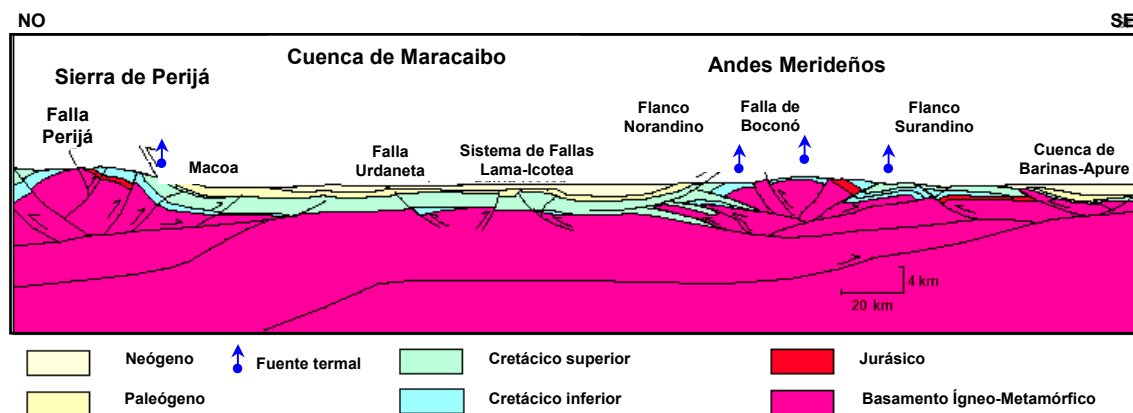 NO
SE
Cuenca de Maracaibo
Andes Merideños
Sierra de Perijá
Falla
Perijá
Macoa
Falla
Urdaneta
Sistema de Fallas
Lama-Icotea
Flanco
Norandino
Falla de
Boconó
Flanco
Surandino
Cuenca de
Barinas-Apure
4 km
20 km
Neógeno
Fuente termal
Cretácico superior
Jurásico
Paleógeno
Cretácico inferior
Basamento Ígneo-Metamórfico